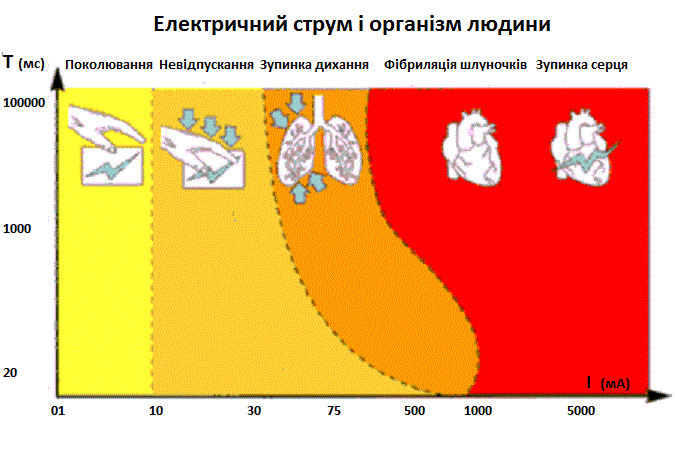 Електричний струм і організм людини
Т (мс)
Поколювання Невідпускання Зупинка дихання Фібриляція шлуночків Зупинка серця
100000
1000
20
I (мА)
01 10 30 75 500 1000 5000